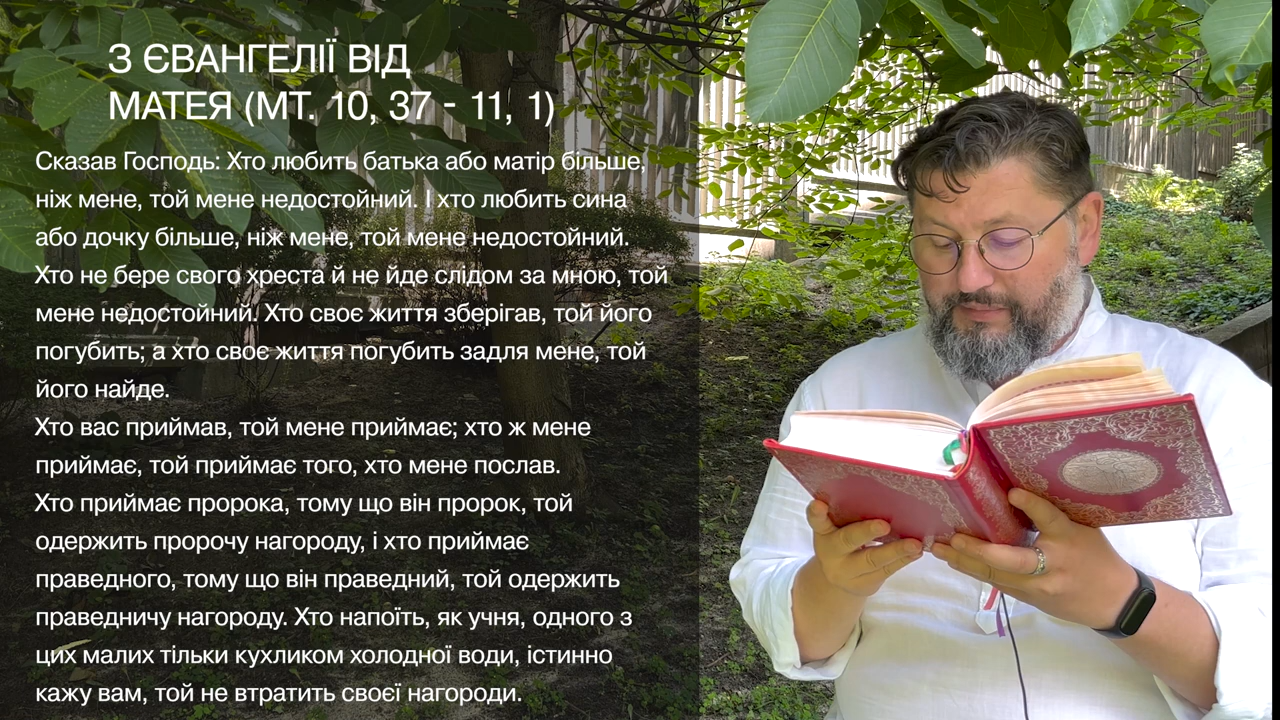 З ЄВАНГЕЛІЇ ВІД
МАТЕЯ (МТ. 10, 37 - 11, 1)
Сказав Господь: Хто любить батька або матір більше,
ніж мене, той мене недостойний. І хто любить сина
або дочку більше, ніж мене, той мене недостойний.
Хто не бере свого хреста й не йде слідом за мною, той
мене недостойний. Хто своє життя зберігав, той його
погубить; а хто своє життя погубить задля мене, той
його найде.
Хто вас приймав, той мене приймає; хто ж мене
приймає, той приймає того, хто мене послав.
Хто приймає пророка, тому що він пророк, той
одержить пророчу нагороду, і хто приймає
праведного, тому що він праведний, той одержить
праведничу нагороду. Хто напоїть, як учня, одного з
цих малих тільки кухликом холодної води, істинно
кажу вам, той не втратить своєї нагороди.